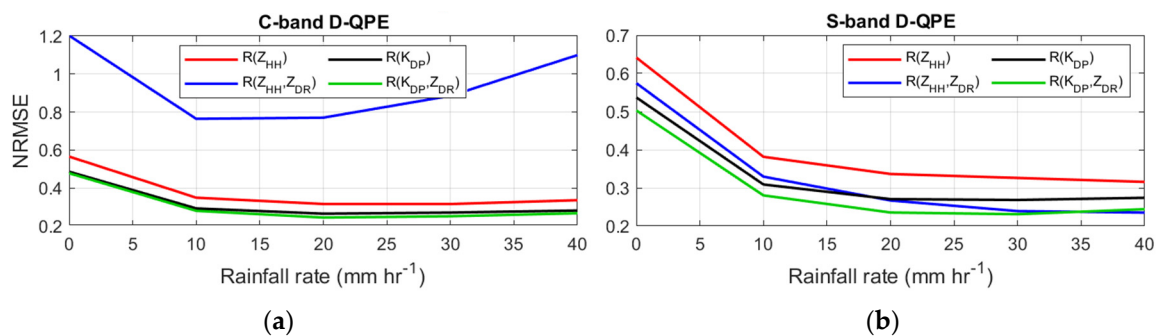 C-band D-QPE
NRMSE
1.2
1
0.8
0.6
0.4
0.2
R(Z_HH)
R(Z_HH,Z_DR)
R(K_DP)
R(K_DP,Z_DR)
0 5 10 15 20 25 30 35 40
Rainfall rate (mm hr⁻¹)
(a)
S-band D-QPE
0.7
0.6
0.5
0.4
0.3
0.2
R(Z_HH)
R(Z_HH,Z_DR)
R(K_DP)
R(K_DP,Z_DR)
0 5 10 15 20 25 30 35 40
Rainfall rate (mm hr⁻¹)
(b)